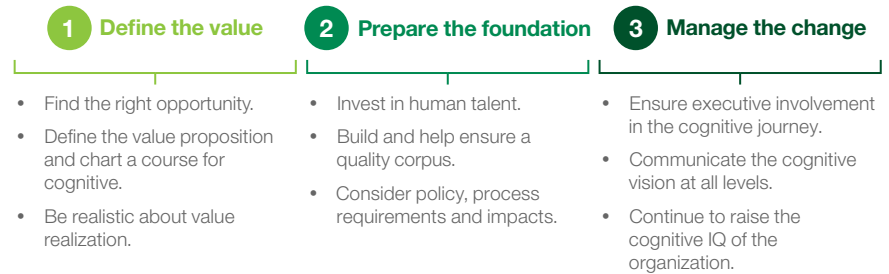 1 Define the value
• Find the right opportunity.
• Define the value proposition
and chart a course for
cognitive.
• Be realistic about value
realization.
2 Prepare the foundation
• Invest in human talent.
• Build and help ensure a
quality corpus.
• Consider policy, process
requirements and impacts.
3 Manage the change
• Ensure executive involvement
in the cognitive journey.
• Communicate the cognitive
vision at all levels.
• Continue to raise the
cognitive IQ of the
organization.